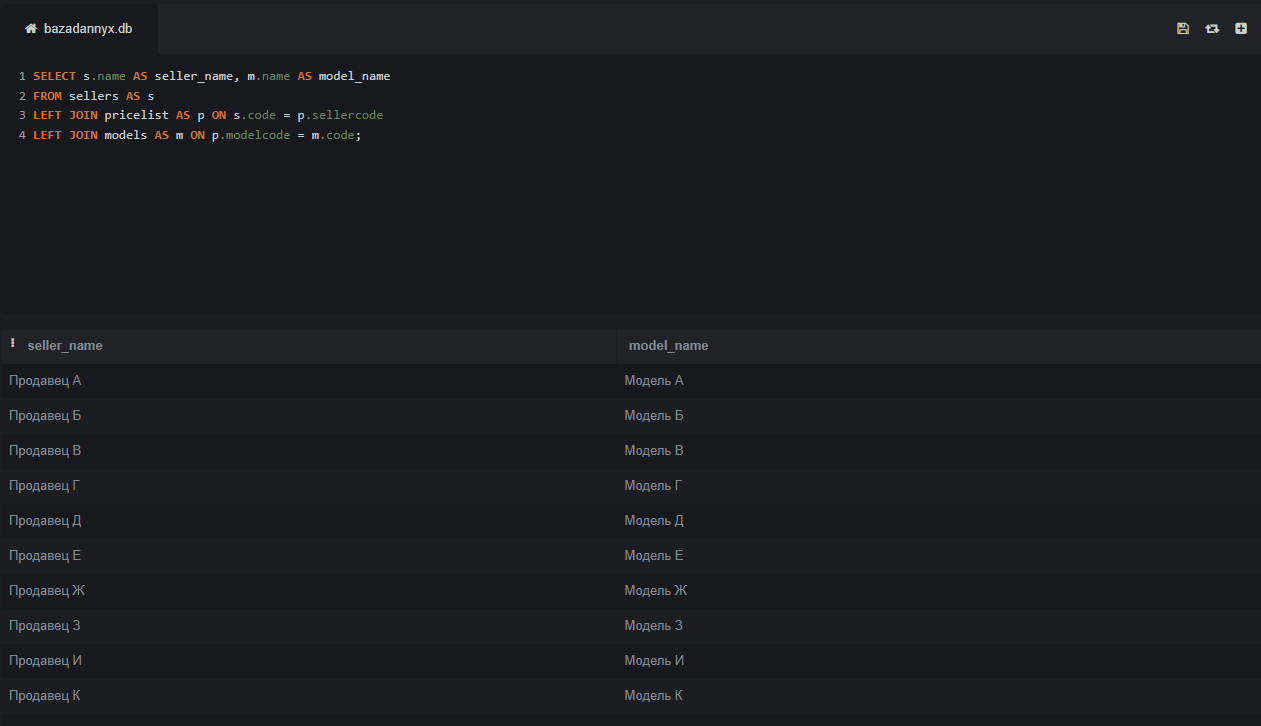 bazadannyx.db
1 SELECT s.name AS seller_name, m.name AS model_name
2 FROM sellers AS s
3 LEFT JOIN pricelist AS p ON s.code = p.sellercode
4 LEFT JOIN models AS m ON p.modelcode = m.code;
seller_name model_name
Продавец А Модель А
Продавец Б Модель Б
Продавец В Модель В
Продавец Г Модель Г
Продавец Д Модель Д
Продавец Е Модель Е
Продавец Ж Модель Ж
Продавец З Модель З
Продавец И Модель И
Продавец К Модель К